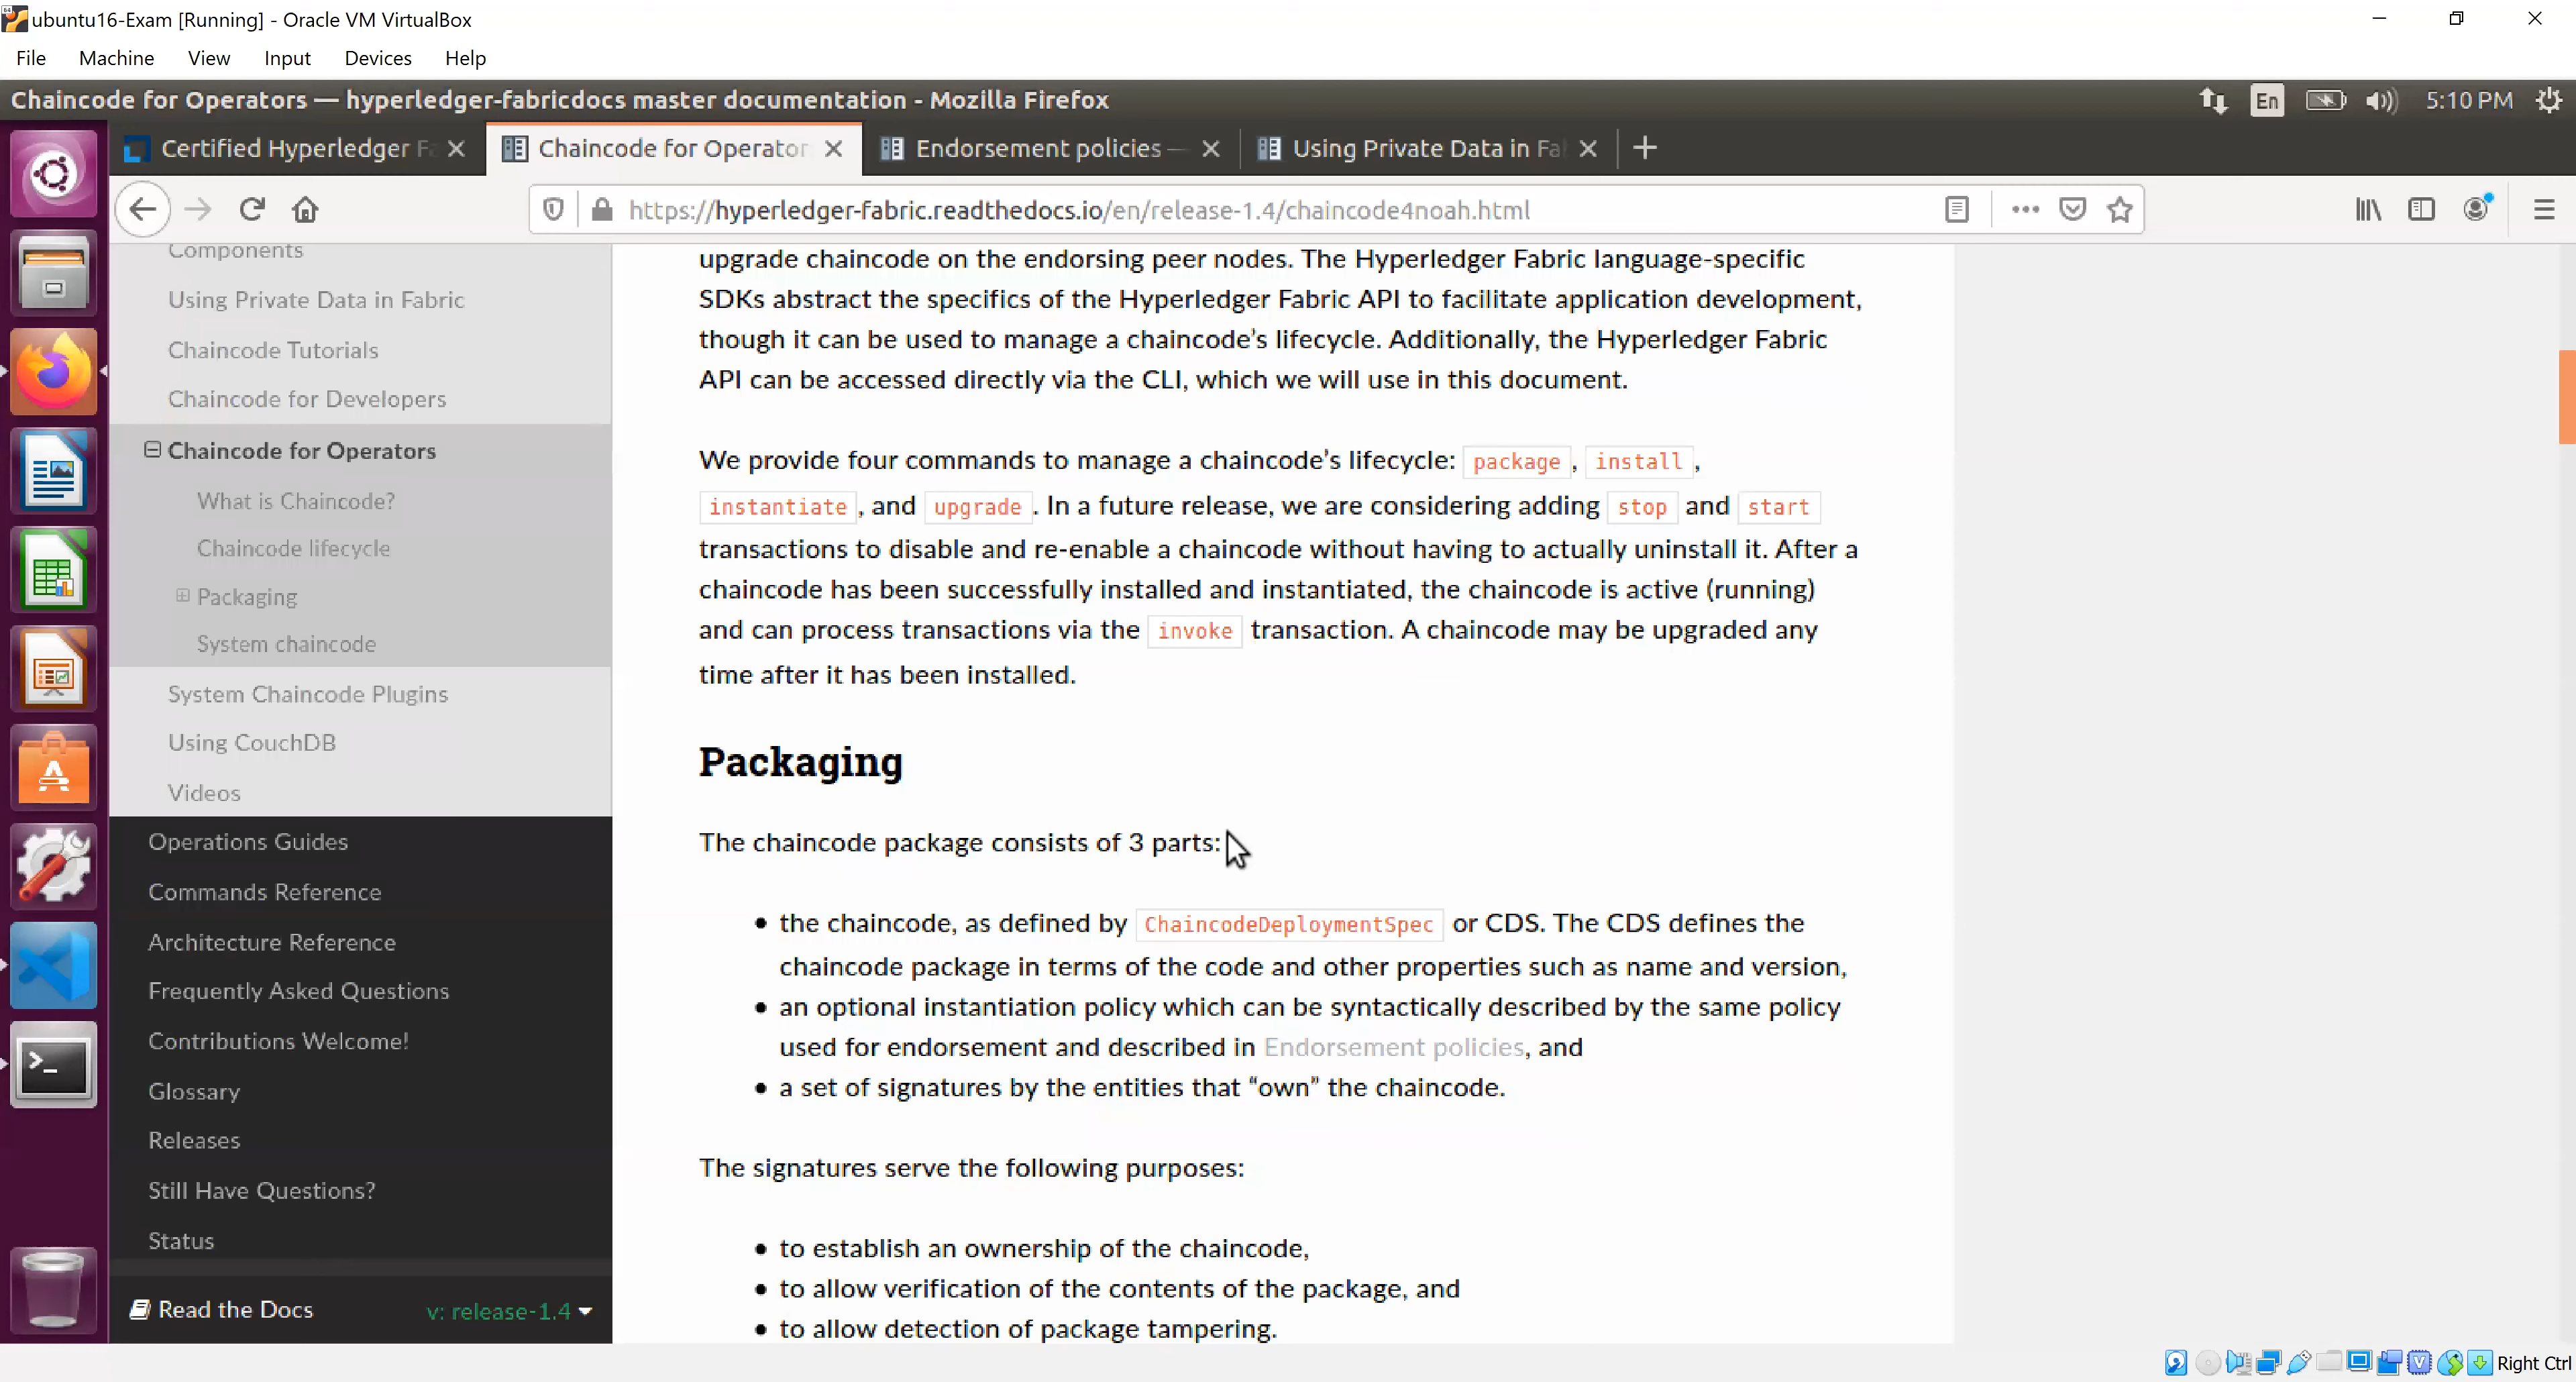 ubuntu16-Exam [Running] - Oracle VM VirtualBox
File Machine View Input Devices Help
Chaincode for Operators — hyperledger-fabricdocs master documentation - Mozilla Firefox
En 5:10 PM
Certified Hyperledger Fa
Chaincode for Operator
Endorsement policies —
Using Private Data in Fa
https://hyperledger-fabric.readthedocs.io/en/release-1.4/chaincode4noah.html
Components
Using Private Data in Fabric
Chaincode Tutorials
Chaincode for Developers
Chaincode for Operators
What is Chaincode?
Chaincode lifecycle
Packaging
System chaincode
System Chaincode Plugins
Using CouchDB
Videos
Operations Guides
Commands Reference
Architecture Reference
Frequently Asked Questions
Contributions Welcome!
Glossary
Releases
Still Have Questions?
Status
Read the Docs v: release-1.4
upgrade chaincode on the endorsing peer nodes. The Hyperledger Fabric language-specific
SDKs abstract the specifics of the Hyperledger Fabric API to facilitate application development,
though it can be used to manage a chaincode’s lifecycle. Additionally, the Hyperledger Fabric
API can be accessed directly via the CLI, which we will use in this document.
We provide four commands to manage a chaincode’s lifecycle: package, install,
instantiate, and upgrade. In a future release, we are considering adding stop and start
transactions to disable and re-enable a chaincode without having to actually uninstall it. After a
chaincode has been successfully installed and instantiated, the chaincode is active (running)
and can process transactions via the invoke transaction. A chaincode may be upgraded any
time after it has been installed.
Packaging
The chaincode package consists of 3 parts:
• the chaincode, as defined by ChaincodeDeploymentSpec or CDS. The CDS defines the
chaincode package in terms of the code and other properties such as name and version,
• an optional instantiation policy which can be syntactically described by the same policy
used for endorsement and described in Endorsement policies, and
• a set of signatures by the entities that “own” the chaincode.
The signatures serve the following purposes:
• to establish an ownership of the chaincode,
• to allow verification of the contents of the package, and
• to allow detection of package tampering.
Right Ctrl